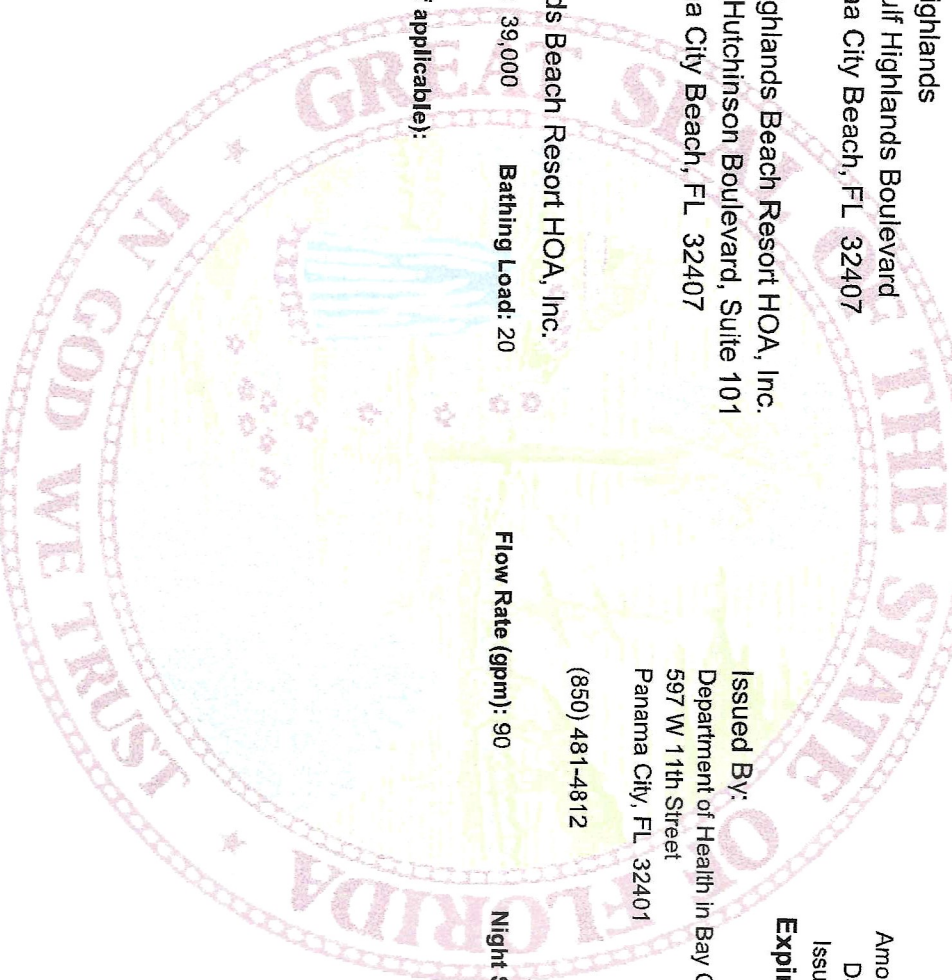 ighlands
ulf Highlands Boulevard
a City Beach, FL 32407
ghlands Beach Resort HOA, Inc.
Hutchinson Boulevard, Suite 101
a City Beach, FL 32407
Amo
D
Issu
Expir
Issued By:
Department of Health in Bay C
597 W 11th Street
Panama City, FL 32401
(850) 481-4812
ds Beach Resort HOA, Inc.
39,000 Bathing Load: 20 Flow Rate (gpm): 90 Night S
applicable):
GREAT SEAL OF THE STATE OF FLORIDA
IN GOD WE TRUST